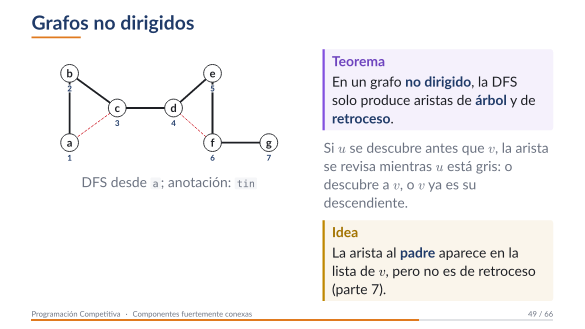 Grafos no dirigidos
b
e
2
5
c
d
3
4
a
f
g
1
6
7
DFS desde a; anotación: tin
Teorema
En un grafo no dirigido, la DFS
solo produce aristas de árbol y de
retroceso.
Si u se descubre antes que v, la arista
se revisa mientras u está gris: o
descubre a v, o v ya es su
descendiente.
Idea
La arista al padre aparece en la
lista de v, pero no es de retroceso
(parte 7).
Programación Competitiva · Componentes fuertemente conexas
49 / 66